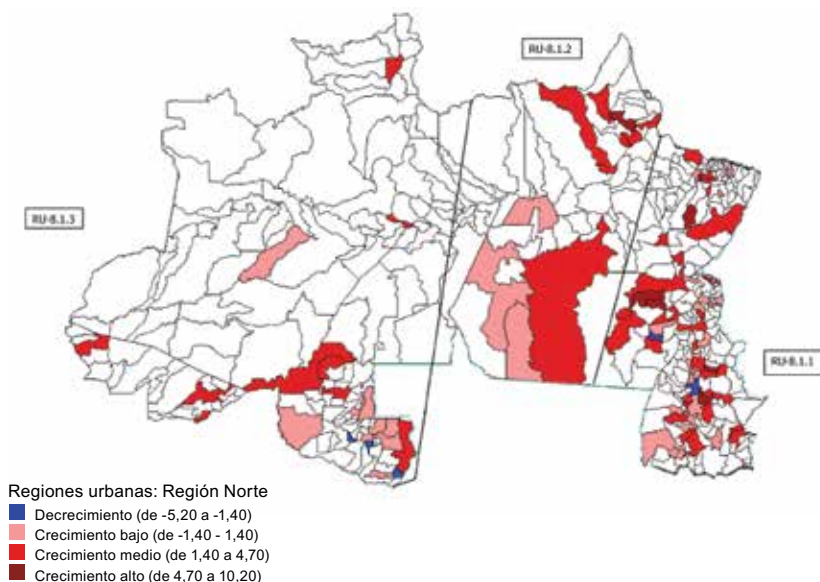 RU-8.1.2
RU-8.1.3
RU-8.1.1
Regiones urbanas: Región Norte
Decrecimiento (de -5,20 a -1,40)
Crecimiento bajo (de -1,40 - 1,40)
Crecimiento medio (de 1,40 a 4,70)
Crecimiento alto (de 4,70 a 10,20)